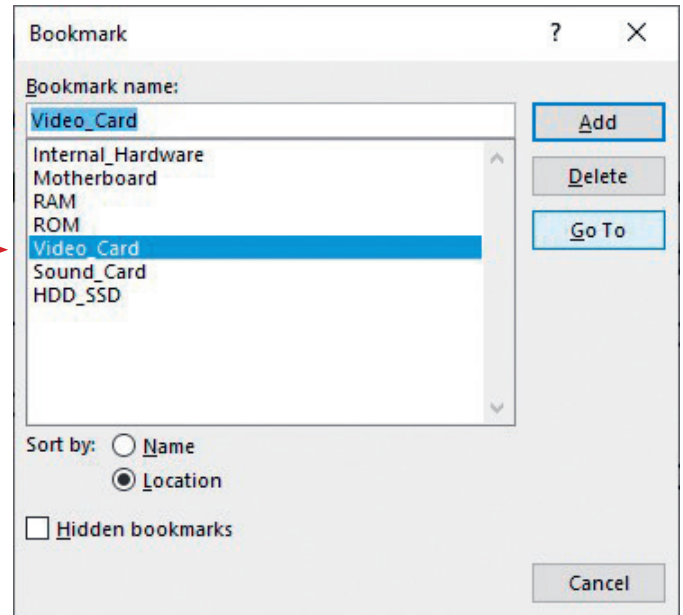 Bookmark ? X
Bookmark name:
Video_Card
Add
Internal_Hardware
Motherboard
RAM
ROM
Video_Card
Sound_Card
HDD_SSD
Delete
Go To
Sort by: Name
Location
Hidden bookmarks
Cancel